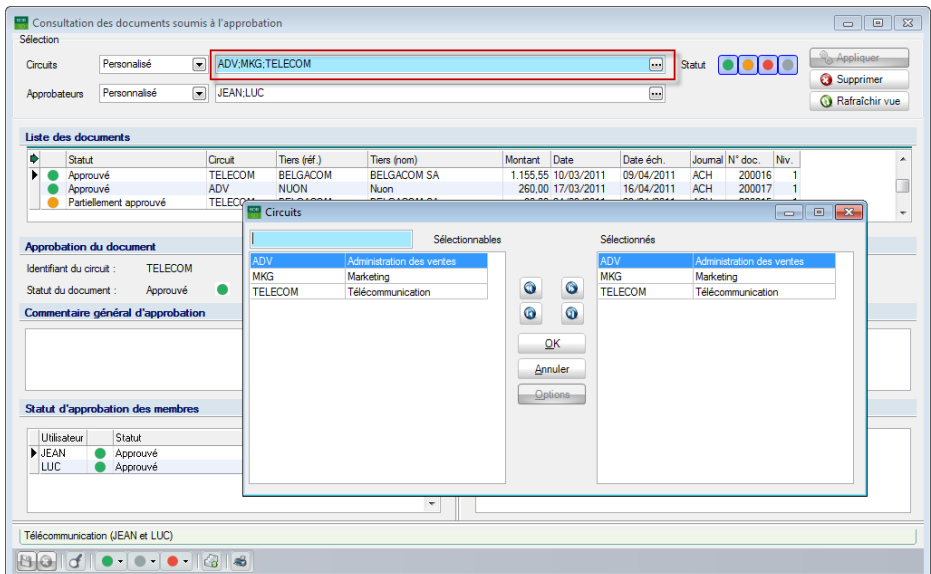 Consultation des documents soumis à l'approbation
Sélection
Circuits Personalisé ADV;MKG;TELECOM ... Statut Appliquer
Supprimer
Approbateurs Personnalisé JEAN;LUC ... Rafraîchir vue
Liste des documents
Statut Circuit Tiers (réf.) Tiers (nom) Montant Date Date éch. Journal N° doc. Niv.
Approuvé TELECOM BELGACOM BELGACOM SA 1.155,55 10/03/2011 09/04/2011 ACH 200016 1
Approuvé ADV NUON Nuon 260,00 17/03/2011 16/04/2011 ACH 200017 1
Partiellement approuvé
Circuits
Sélectionnables Sélectionnés
ADV Administration des ventes ADV Administration des ventes
MKG Marketing MKG Marketing
TELECOM Télécommunication TELECOM Télécommunication
OK
Annuler
Options
Approbation du document
Identifiant du circuit : TELECOM
Statut du document : Approuvé
Commentaire général d'approbation
Statut d'approbation des membres
Utilisateur Statut
JEAN Approuvé
LUC Approuvé
Télécommunication (JEAN et LUC)